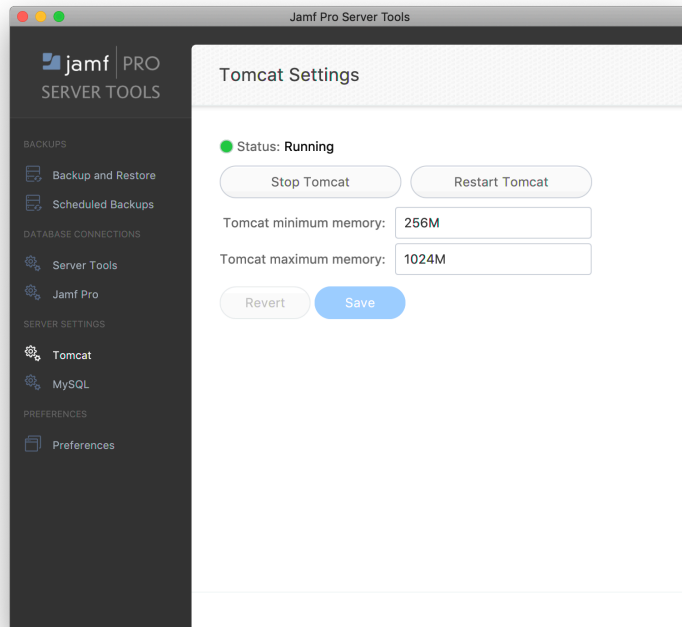 Jamf Pro Server Tools
jamf PRO
SERVER TOOLS
BACKUPS
Backup and Restore
Scheduled Backups
DATABASE CONNECTIONS
Server Tools
Jamf Pro
SERVER SETTINGS
Tomcat
MySQL
PREFERENCES
Preferences
Tomcat Settings
Status: Running
Stop Tomcat Restart Tomcat
Tomcat minimum memory: 256M
Tomcat maximum memory: 1024M
Revert Save